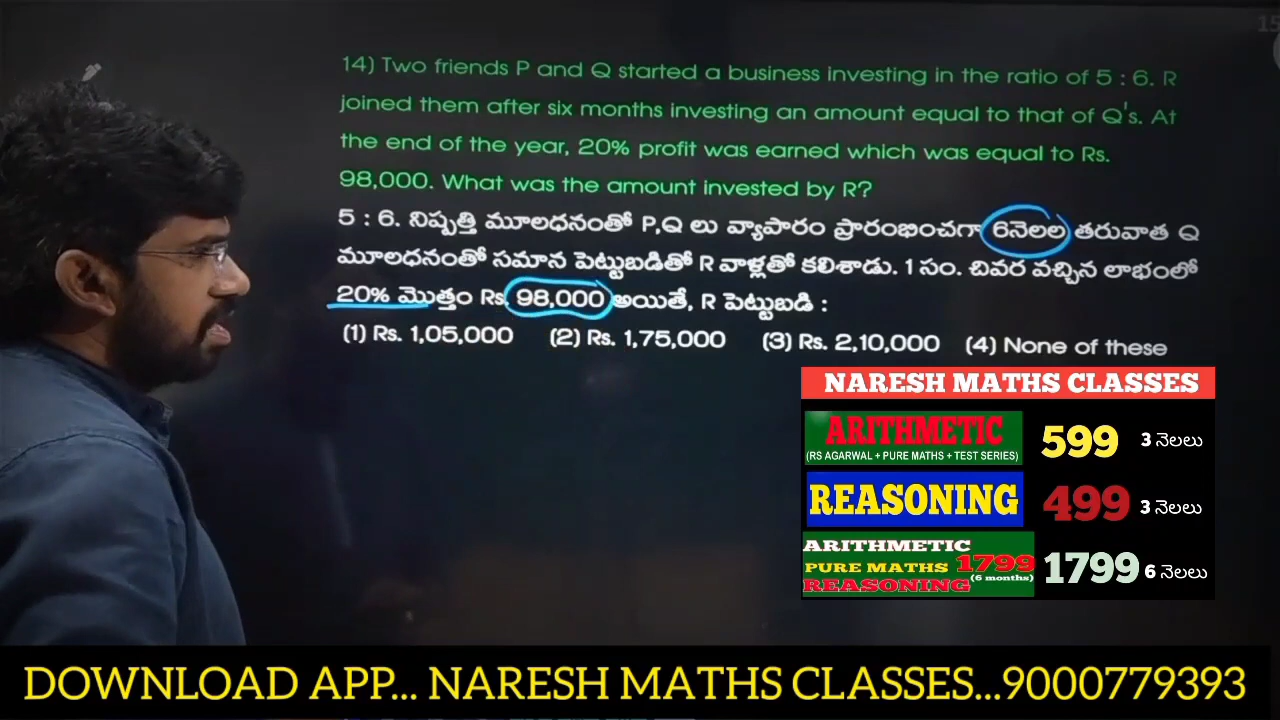 15
14) Two friends P and Q started a business investing in the ratio of 5 : 6. R
joined them after six months investing an amount equal to that of Q's. At
the end of the year, 20% profit was earned which was equal to Rs.
98,000. What was the amount invested by R?
5 : 6. నిష్పత్తి మూలధనంతో P,Q లు వ్యాపారం ప్రారంభించగా 6నెలల తరువాత Q
మూలధనంతో సమాన పెట్టుబడితో R వాళ్లతో కలిశాడు. 1 సం. చివర వచ్చిన లాభంలో
20% మొత్తం Rs. 98,000 అయితే, R పెట్టుబడి :
(1) Rs. 1,05,000 (2) Rs. 1,75,000 (3) Rs. 2,10,000 (4) None of these
NARESH MATHS CLASSES
ARITHMETIC 599 3 నెలలు
(RS AGARWAL + PURE MATHS + TEST SERIES)
REASONING 499 3 నెలలు
ARITHMETIC
PURE MATHS 1799 1799 6 నెలలు
REASONING (6 months)
DOWNLOAD APP... NARESH MATHS CLASSES...9000779393